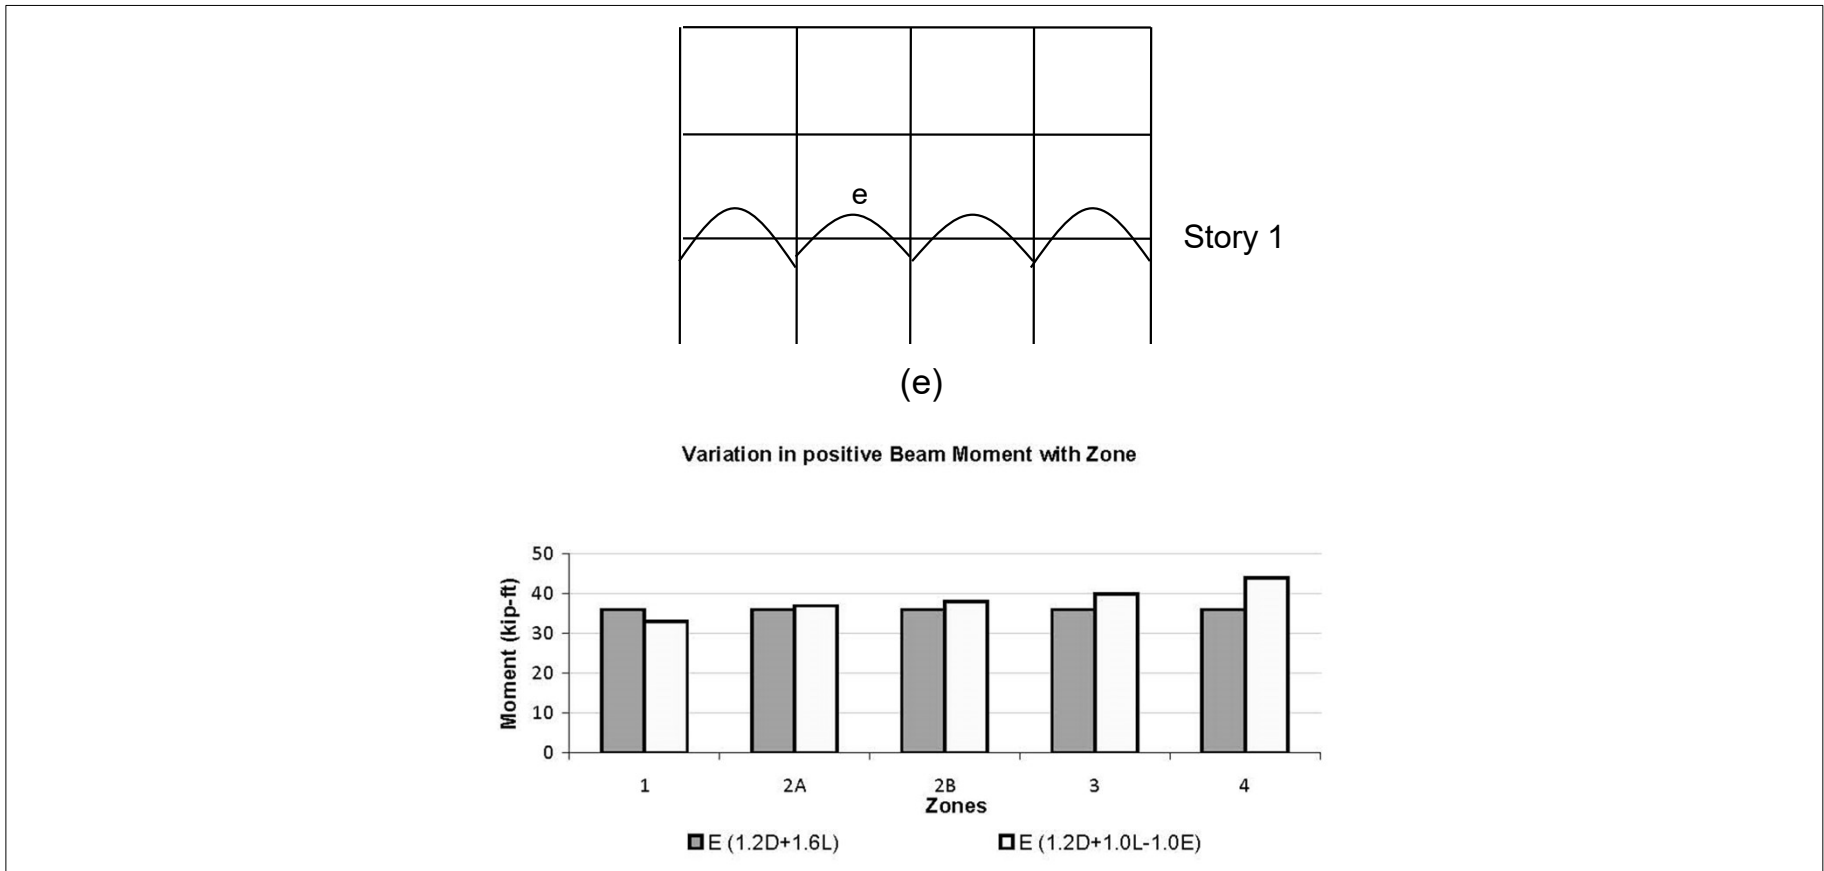 e
Story 1
(e)
Variation in positive Beam Moment with Zone
Moment (kip-ft)
50
40
30
20
10
0
1 2A 2B 3 4
Zones
E (1.2D+1.6L) E (1.2D+1.0L-1.0E)